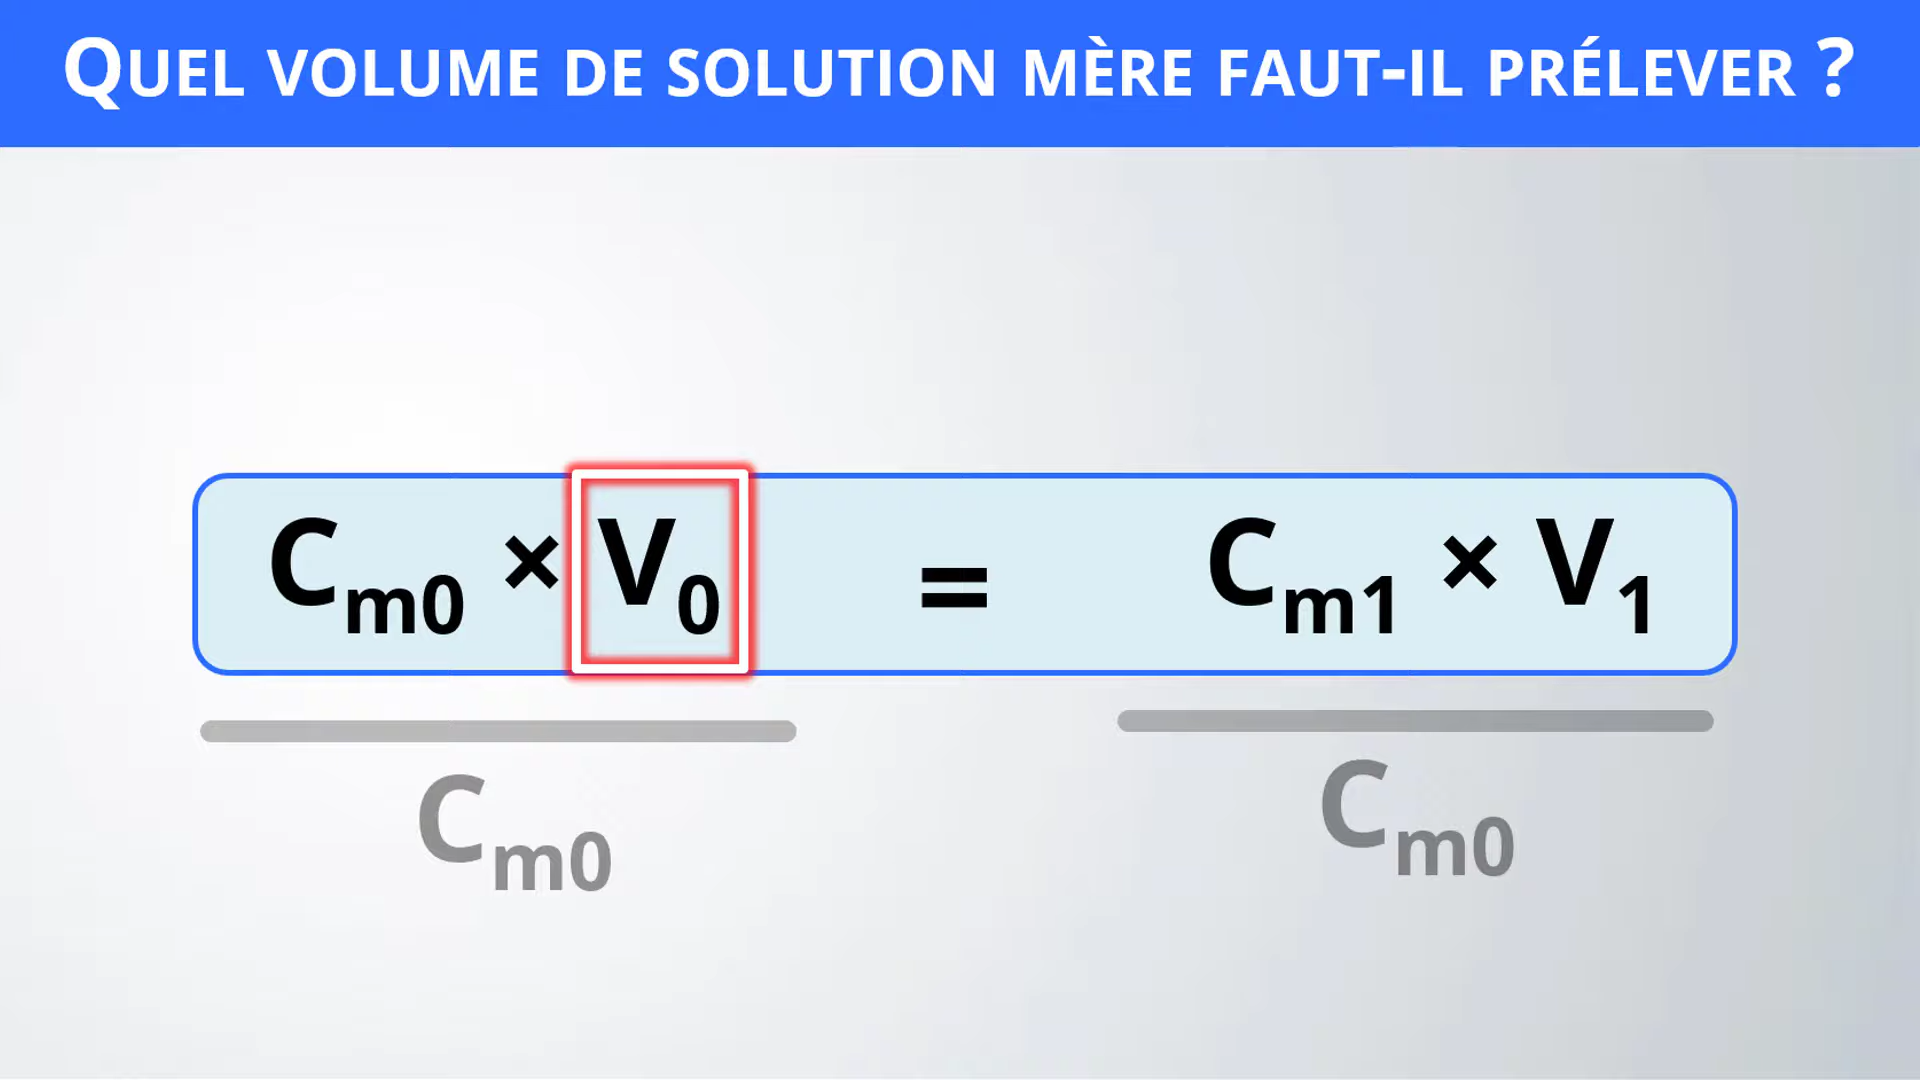 Quel volume de solution mère faut-il prélever ?
Cm0 × V0 = Cm1 × V1
Cm0 Cm0